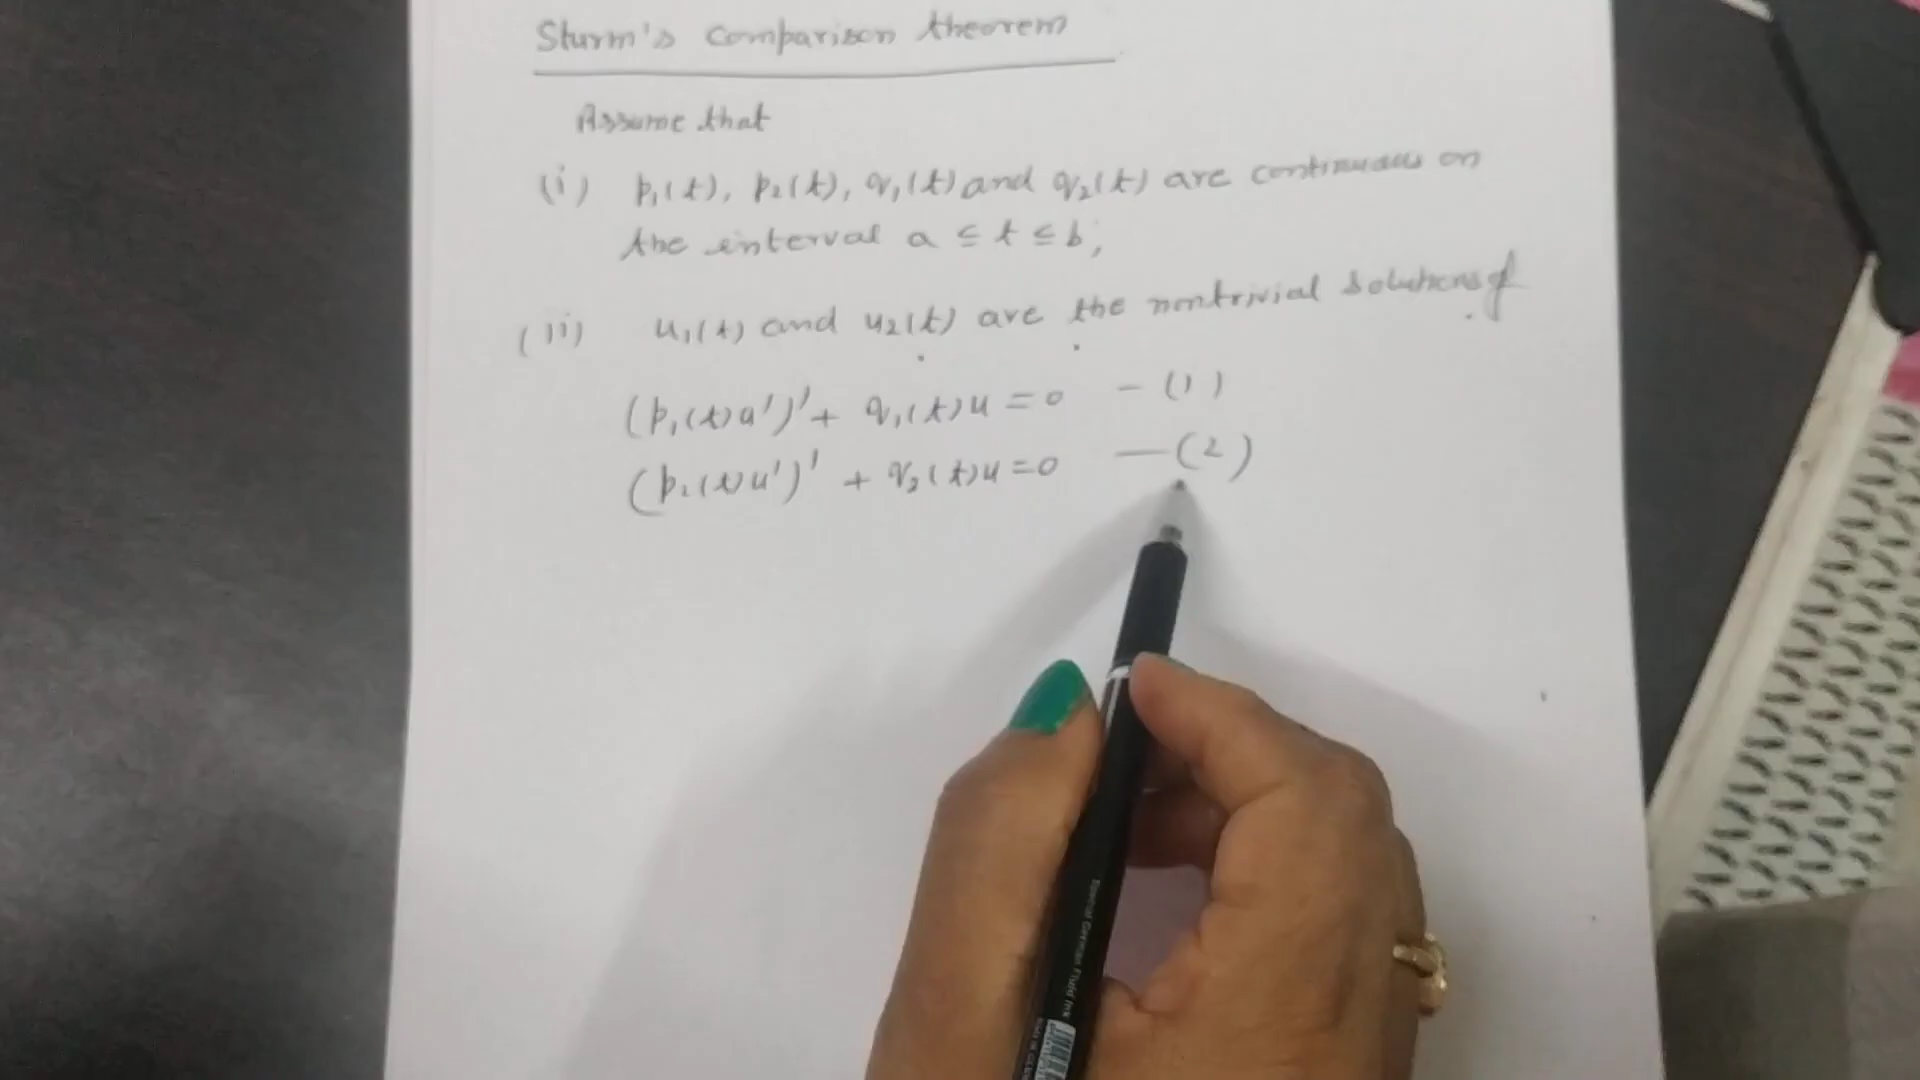 Sturm's Comparison theorem
Assume that
(i) p₁(t), p₂(t), q₁(t) and q₂(t) are continuous on
the interval a ≤ t ≤ b;
(ii) u₁(t) and u₂(t) are the nontrivial solutions of
(p₁(t)u')' + q₁(t)u = 0 — (1)
(p₂(t)u')' + q₂(t)u = 0 — (2)